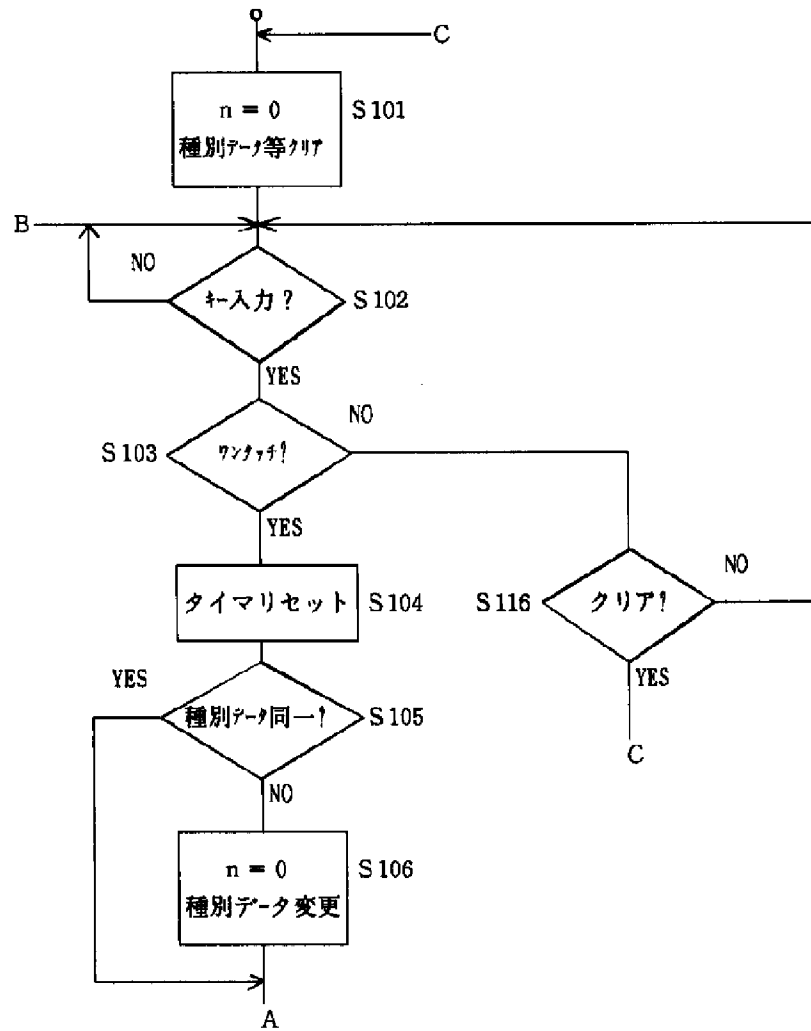 C
n = 0
種別データ等クリア
S101
B
NO
キー入力?
S102
YES
NO
S103
ワンタッチ?
YES
タイマリセット
S104
S116
クリア?
NO
YES
YES
種別データ同一?
S105
C
NO
n = 0
種別データ変更
S106
A